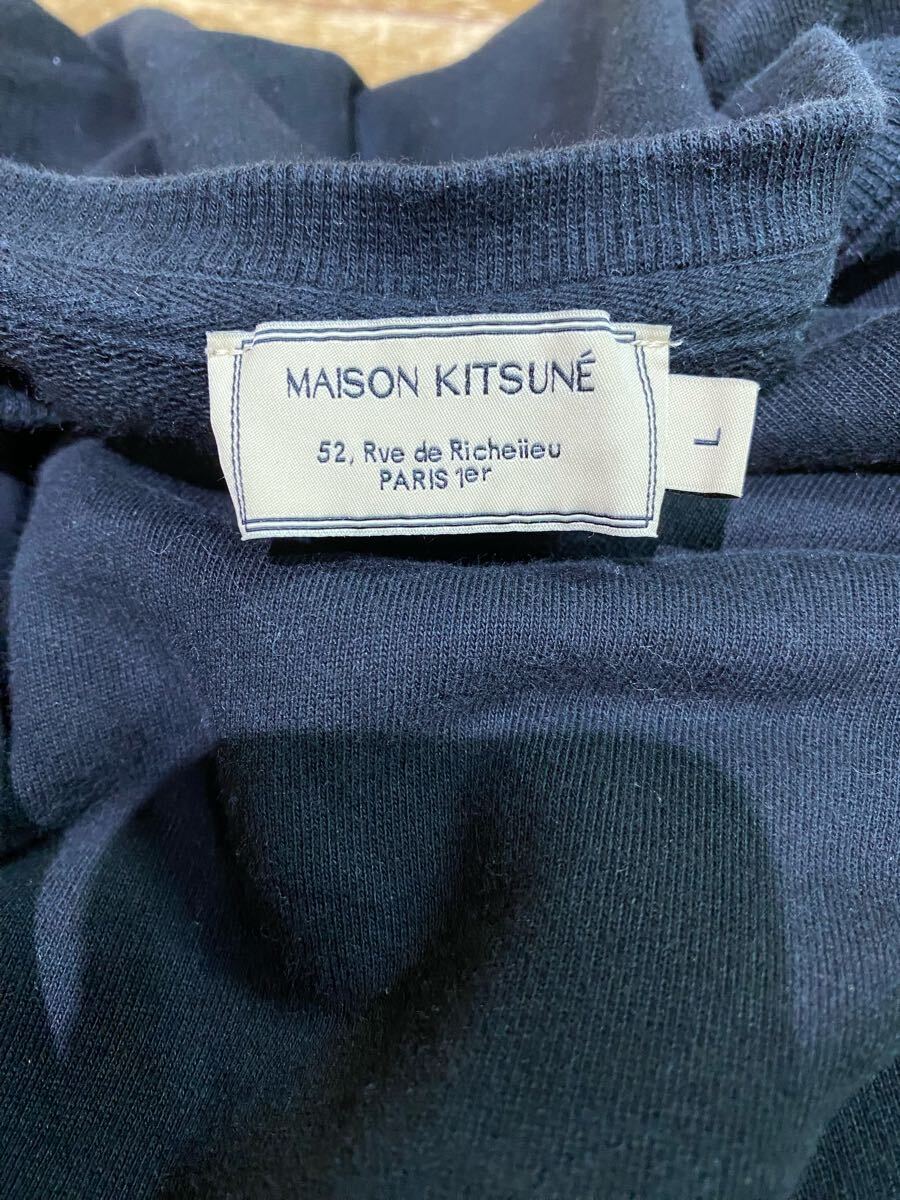 MAISON KITSUNÉ
52, Rve de Richeiieu
PARIS 1er
L